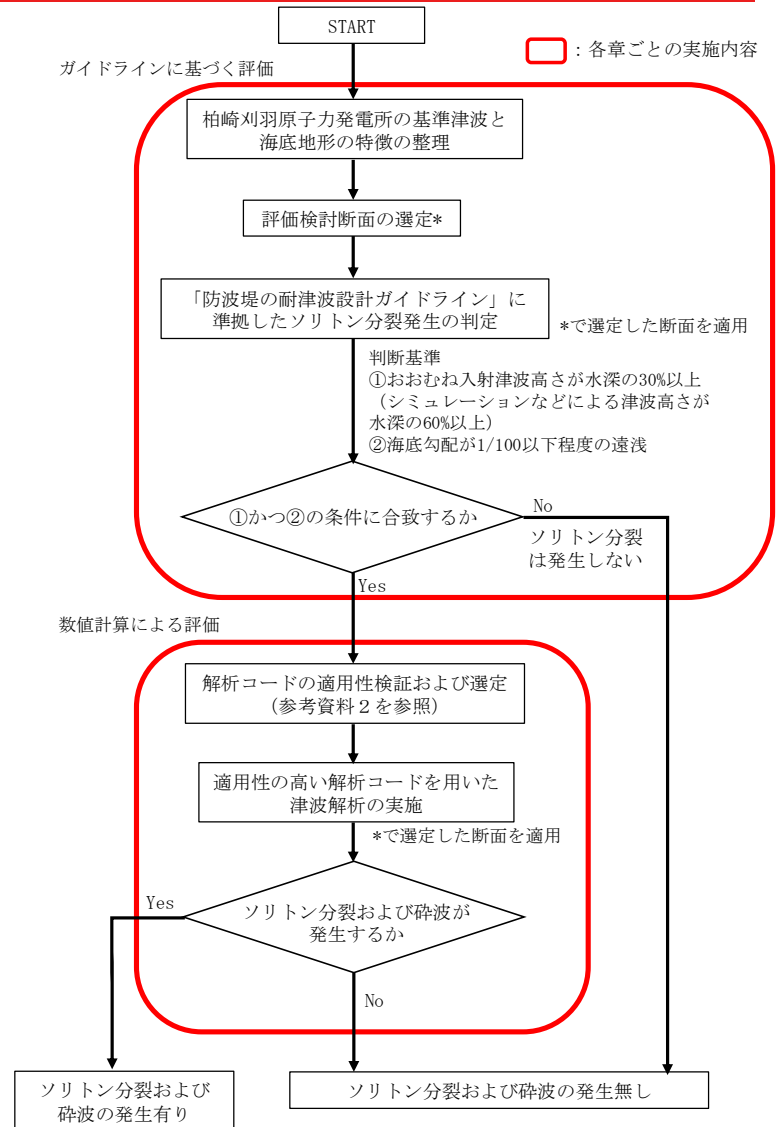 START
：各章ごとの実施内容
ガイドラインに基づく評価
柏崎刈羽原子力発電所の基準津波と
海底地形の特徴の整理
評価検討断面の選定*
「防波堤の耐津波設計ガイドライン」に
準拠したソリトン分裂発生の判定
*で選定した断面を適用
判断基準
①おおむね入射津波高さが水深の30%以上
（シミュレーションなどによる津波高さが
水深の60%以上）
②海底勾配が1/100以下程度の遠浅
①かつ②の条件に合致するか
No
ソリトン分裂
は発生しない
Yes
数値計算による評価
解析コードの適用性検証および選定
（参考資料２を参照）
適用性の高い解析コードを用いた
津波解析の実施
*で選定した断面を適用
Yes
ソリトン分裂および砕波が
発生するか
No
ソリトン分裂および
砕波の発生有り
ソリトン分裂および砕波の発生無し